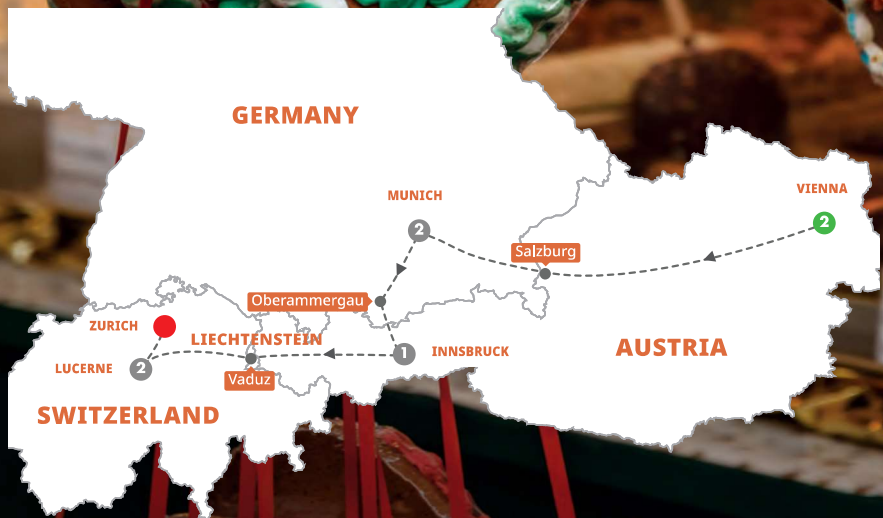 GERMANY
MUNICH
2
VIENNA
2
Salzburg
Oberammergau
ZURICH
LIECHTENSTEIN
1
INNSBRUCK
AUSTRIA
LUCERNE
2
Vaduz
SWITZERLAND